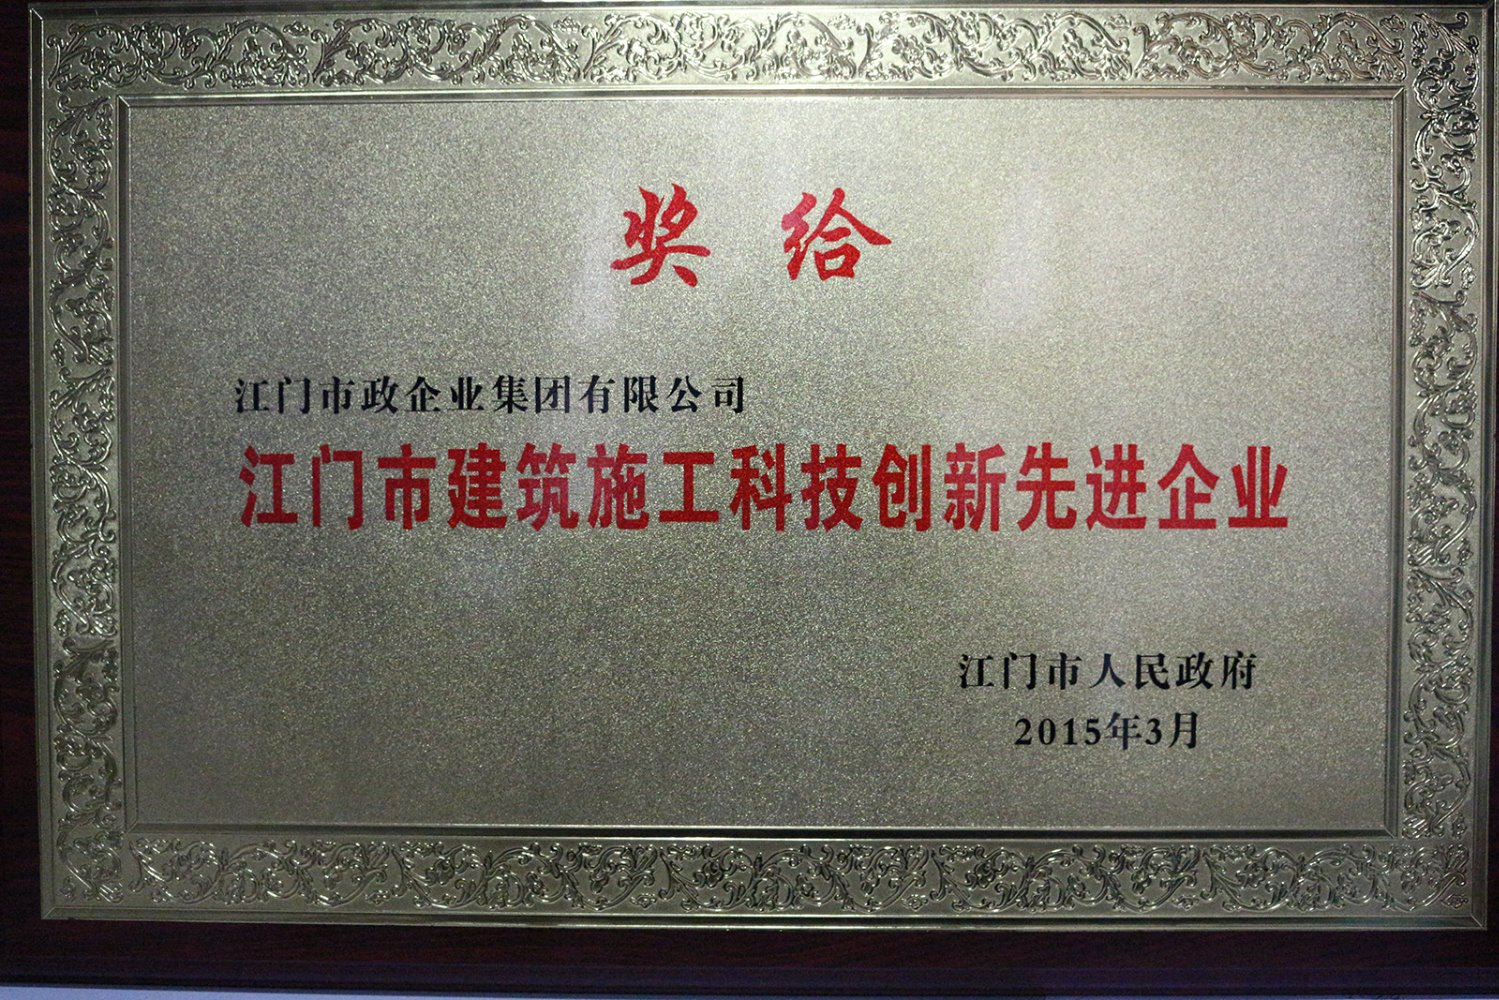 奖给
江门市政企业集团有限公司
江门市建筑施工科技创新先进企业
江门市人民政府
2015年3月